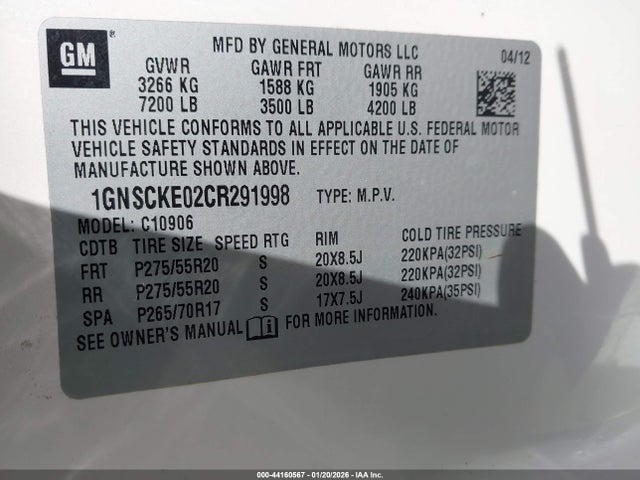 GM ®
MFD BY GENERAL MOTORS LLC 04/12
GVWR GAWR FRT GAWR RR
3266 KG 1588 KG 1905 KG
7200 LB 3500 LB 4200 LB
THIS VEHICLE CONFORMS TO ALL APPLICABLE U.S. FEDERAL MOTOR
VEHICLE SAFETY STANDARDS IN EFFECT ON THE DATE OF
MANUFACTURE SHOWN ABOVE.
1GNSCKE02CR291998 TYPE: M.P.V.
MODEL: C10906
CDTB TIRE SIZE SPEED RTG RIM COLD TIRE PRESSURE
FRT P275/55R20 S 20X8.5J 220KPA(32PSI)
RR P275/55R20 S 20X8.5J 220KPA(32PSI)
SPA P265/70R17 S 17X7.5J 240KPA(35PSI)
SEE OWNER'S MANUAL FOR MORE INFORMATION.
000-44160567 - 01/20/2026 - IAA Inc.